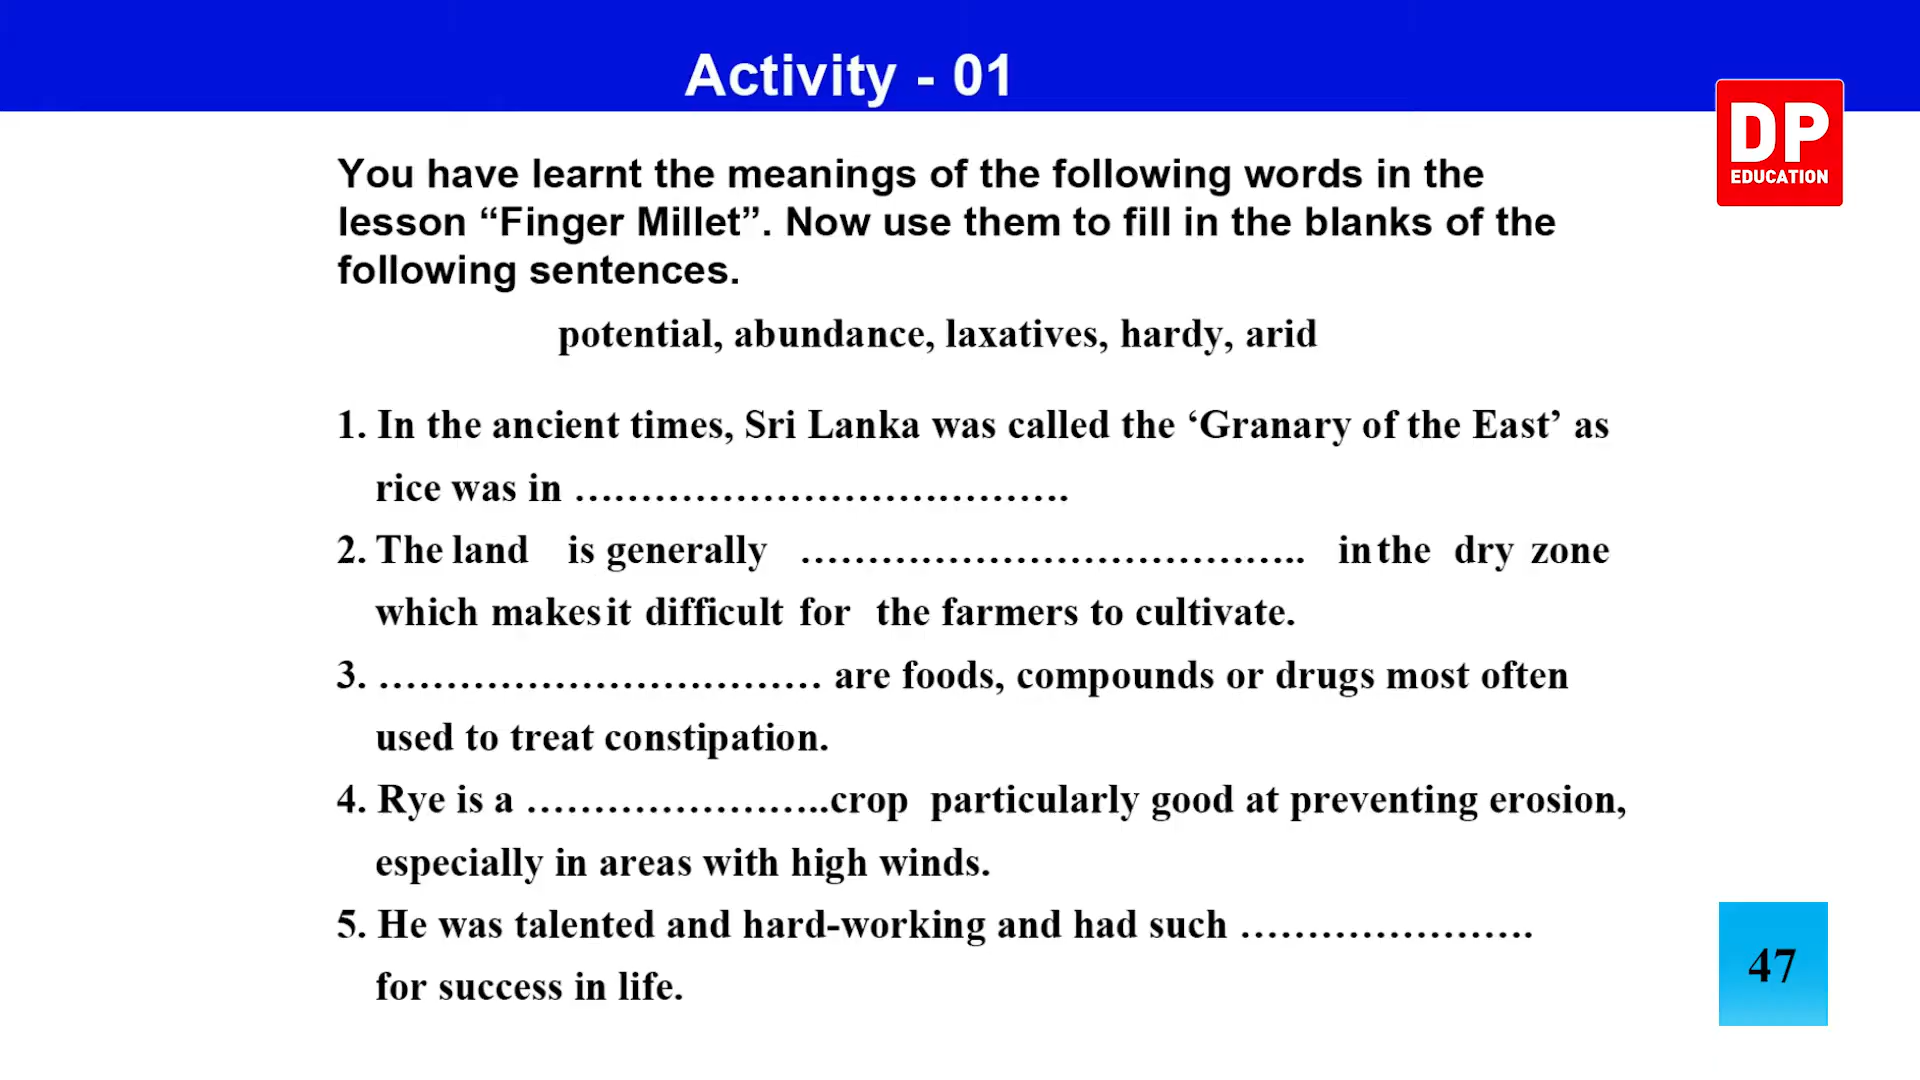 Activity - 01
DP
EDUCATION
You have learnt the meanings of the following words in the
lesson “Finger Millet”. Now use them to fill in the blanks of the
following sentences.
potential, abundance, laxatives, hardy, arid
1. In the ancient times, Sri Lanka was called the ‘Granary of the East’ as
rice was in ……………………………….
2. The land is generally ……………………………….. in the dry zone
which makes it difficult for the farmers to cultivate.
3. …………………………… are foods, compounds or drugs most often
used to treat constipation.
4. Rye is a …………………..crop particularly good at preventing erosion,
especially in areas with high winds.
5. He was talented and hard-working and had such ………………….
for success in life.
47